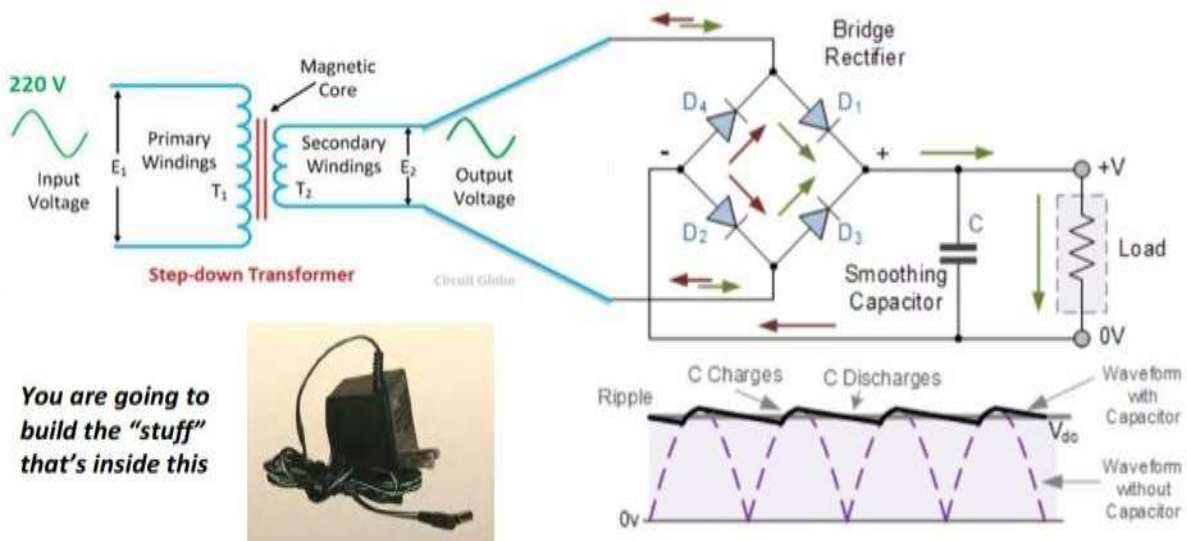 220 V
Input
Voltage
E1
Primary
Windings
T1
Magnetic
Core
Secondary
Windings
T2
E2
Output
Voltage
Step-down Transformer
Circuit Globe
Bridge
Rectifier
D4
D1
-
+
D2
D3
C
Smoothing
Capacitor
+V
Load
0V
You are going to
build the “stuff”
that’s inside this
Ripple
C Charges
C Discharges
Waveform
with
Capacitor
Vdc
Waveform
without
Capacitor
0v